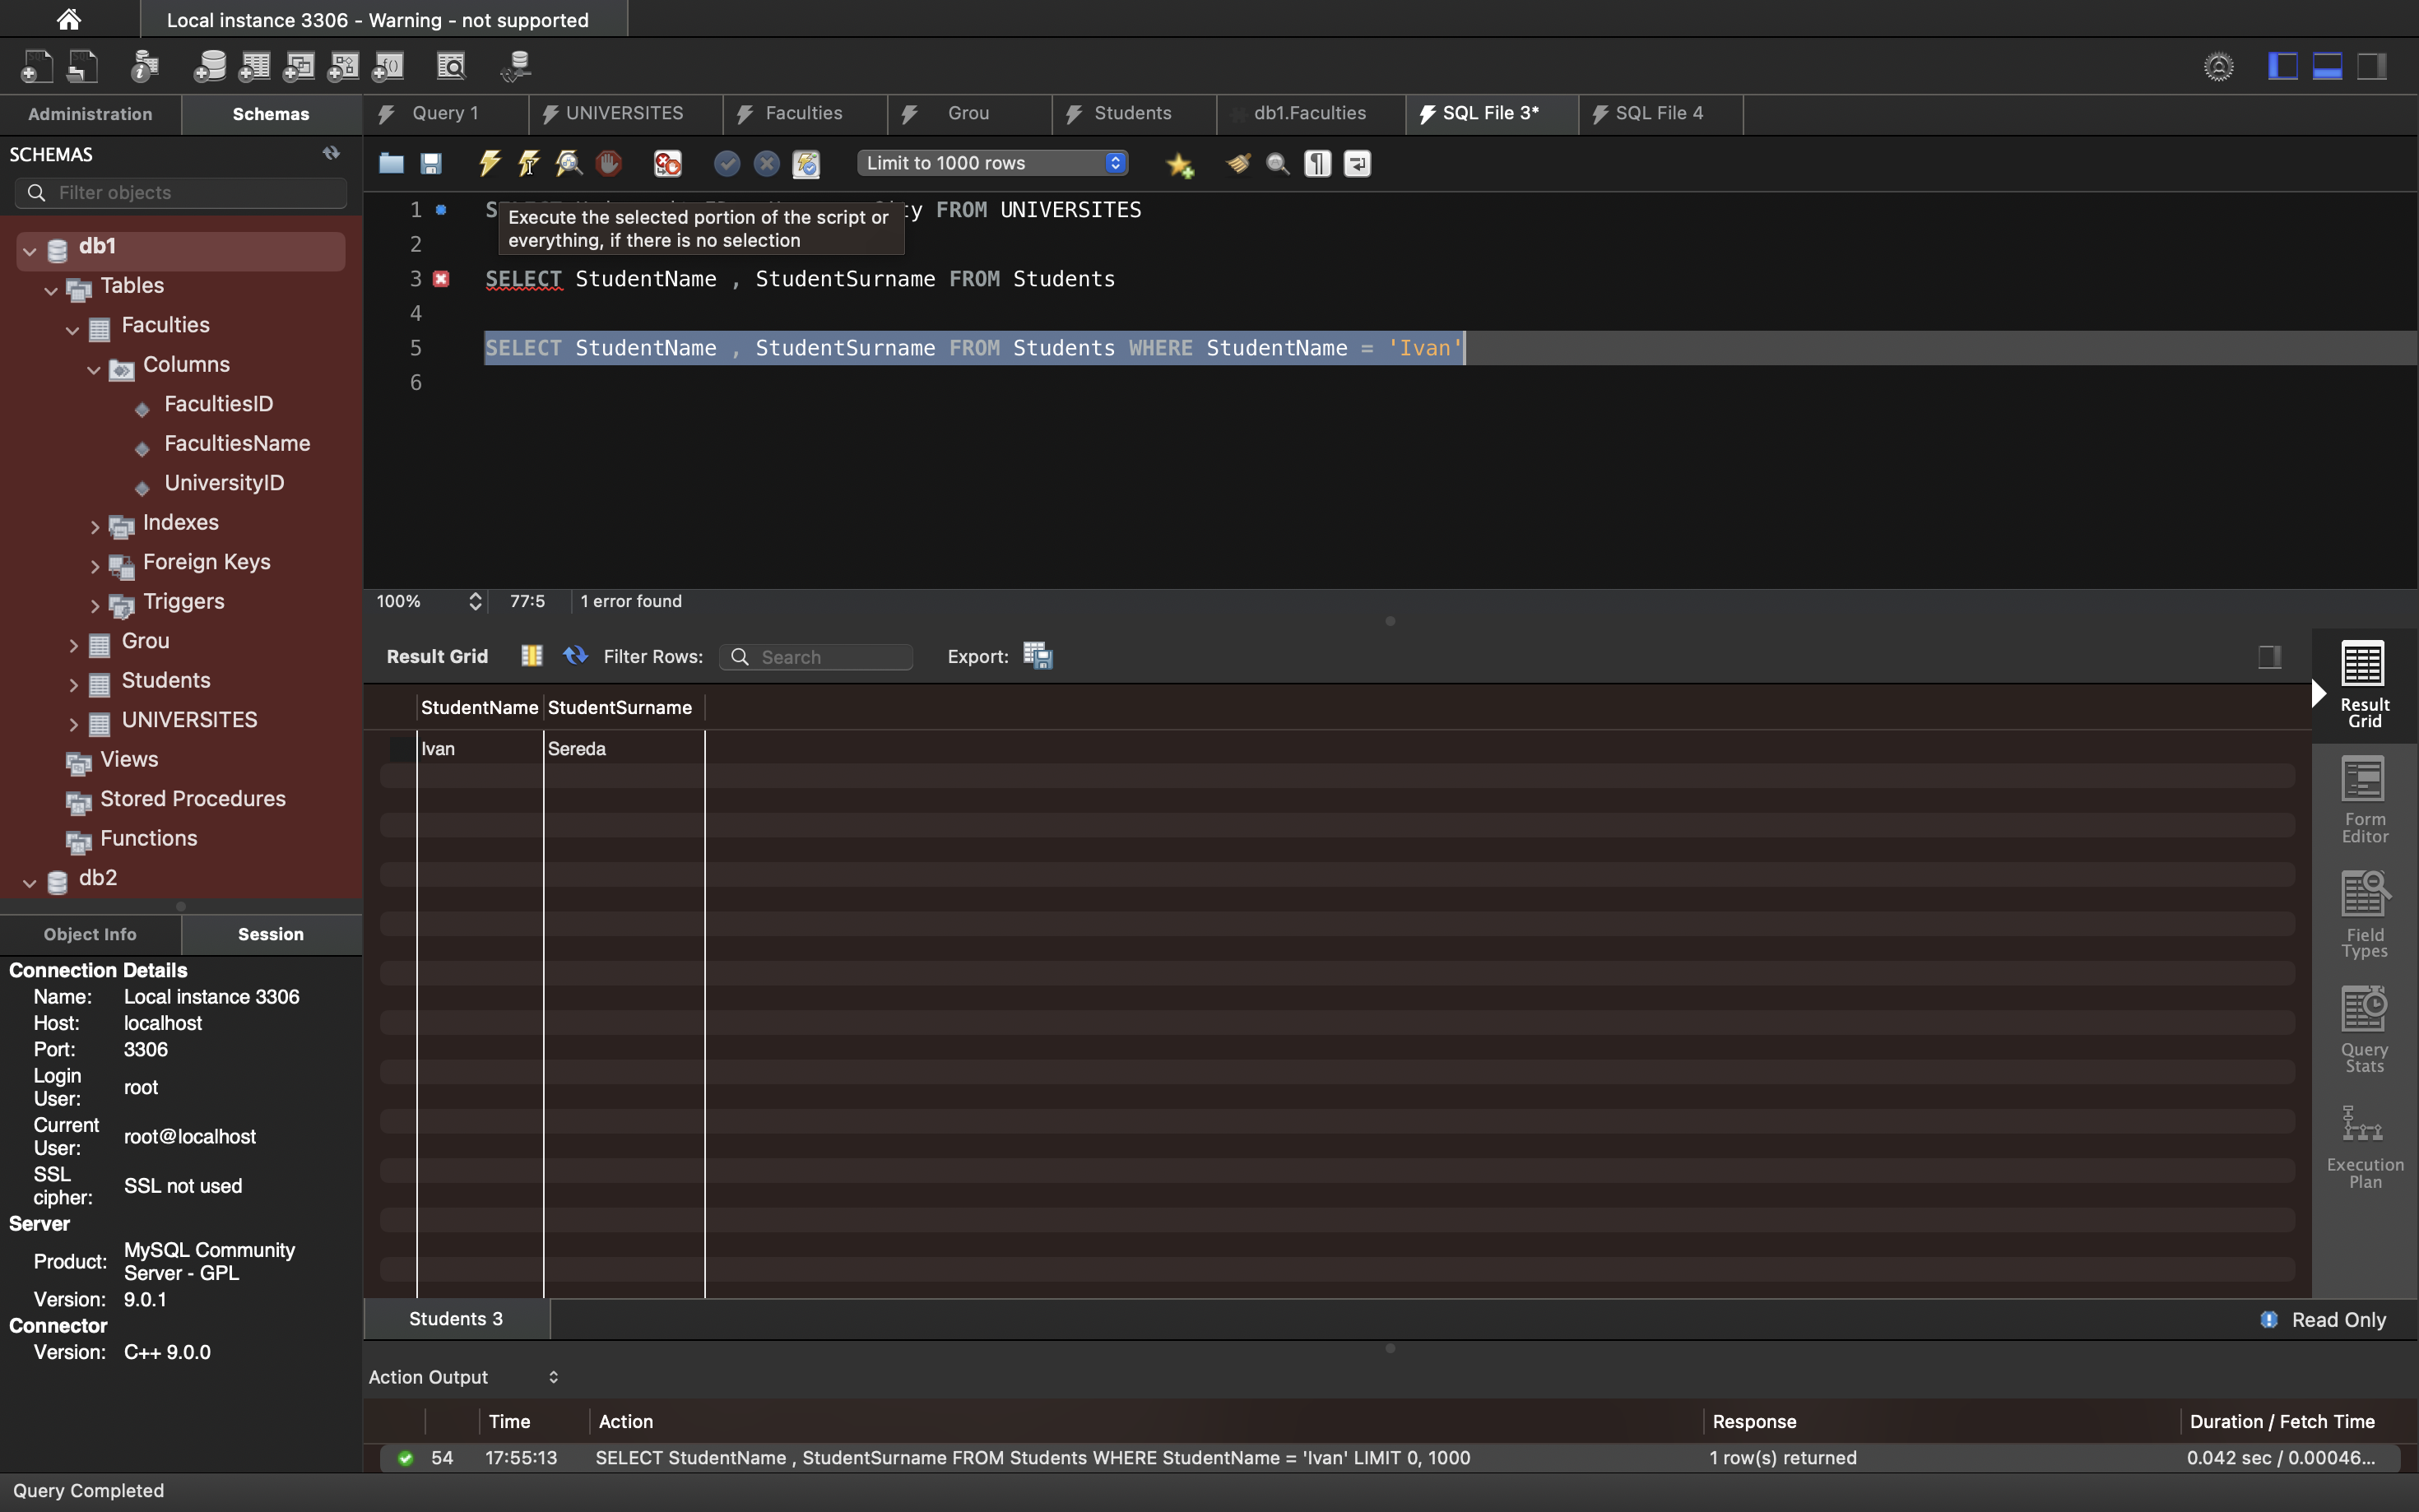 Local instance 3306 - Warning - not supported
Administration
Schemas
Query 1
UNIVERSITES
Faculties
Grou
Students
db1.Faculties
SQL File 3*
SQL File 4
SCHEMAS
Filter objects
Limit to 1000 rows
db1
Tables
Faculties
Columns
FacultiesID
FacultiesName
UniversityID
Indexes
Foreign Keys
Triggers
Grou
Students
UNIVERSITES
Views
Stored Procedures
Functions
db2
1 FROM UNIVERSITES
Execute the selected portion of the script or
everything, if there is no selection
2
3 SELECT StudentName , StudentSurname FROM Students
4
5 SELECT StudentName , StudentSurname FROM Students WHERE StudentName = 'Ivan'
6
100%
77:5
1 error found
Result Grid
Filter Rows:
Search
Export:
StudentName StudentSurname
Ivan Sereda
Result
Grid
Form
Editor
Field
Types
Query
Stats
Execution
Plan
Object Info
Session
Connection Details
Name: Local instance 3306
Host: localhost
Port: 3306
Login
User: root
Current
User: root@localhost
SSL
cipher: SSL not used
Server
Product: MySQL Community
Server - GPL
Version: 9.0.1
Connector
Version: C++ 9.0.0
Students 3
Read Only
Action Output
Time Action Response Duration / Fetch Time
54 17:55:13 SELECT StudentName , StudentSurname FROM Students WHERE StudentName = 'Ivan' LIMIT 0, 1000 1 row(s) returned 0.042 sec / 0.00046...
Query Completed